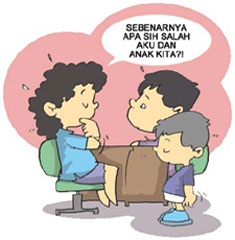 SEBENARNYA
APA SIH SALAH
AKU DAN
ANAK KITA?!